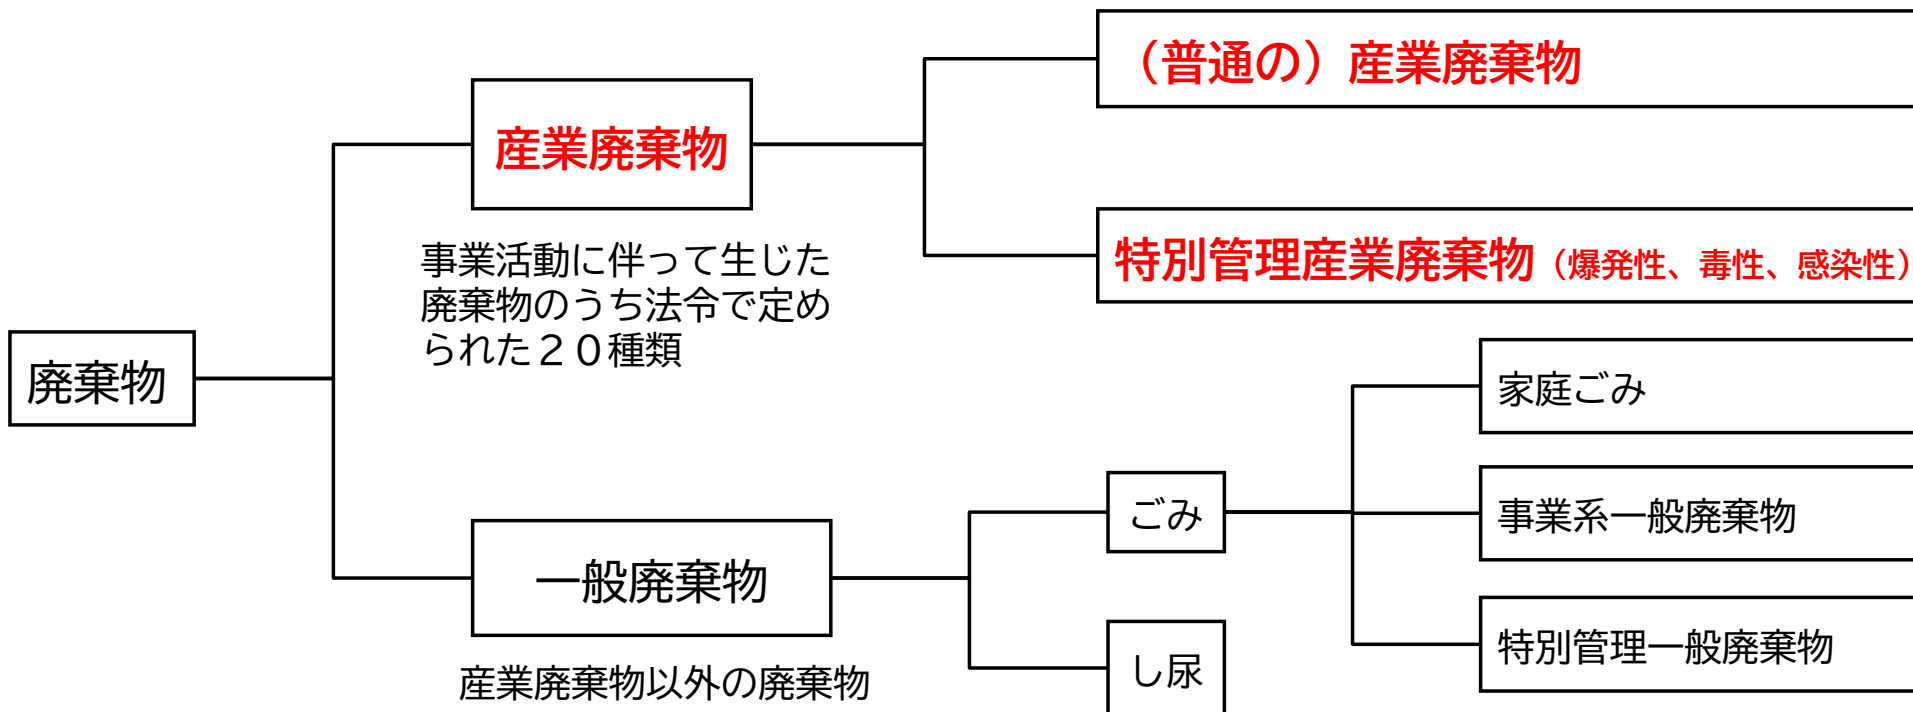 （普通の）産業廃棄物
産業廃棄物
特別管理産業廃棄物（爆発性、毒性、感染性）
事業活動に伴って生じた
廃棄物のうち法令で定め
られた２０種類
廃棄物
家庭ごみ
ごみ
事業系一般廃棄物
一般廃棄物
特別管理一般廃棄物
し尿
産業廃棄物以外の廃棄物